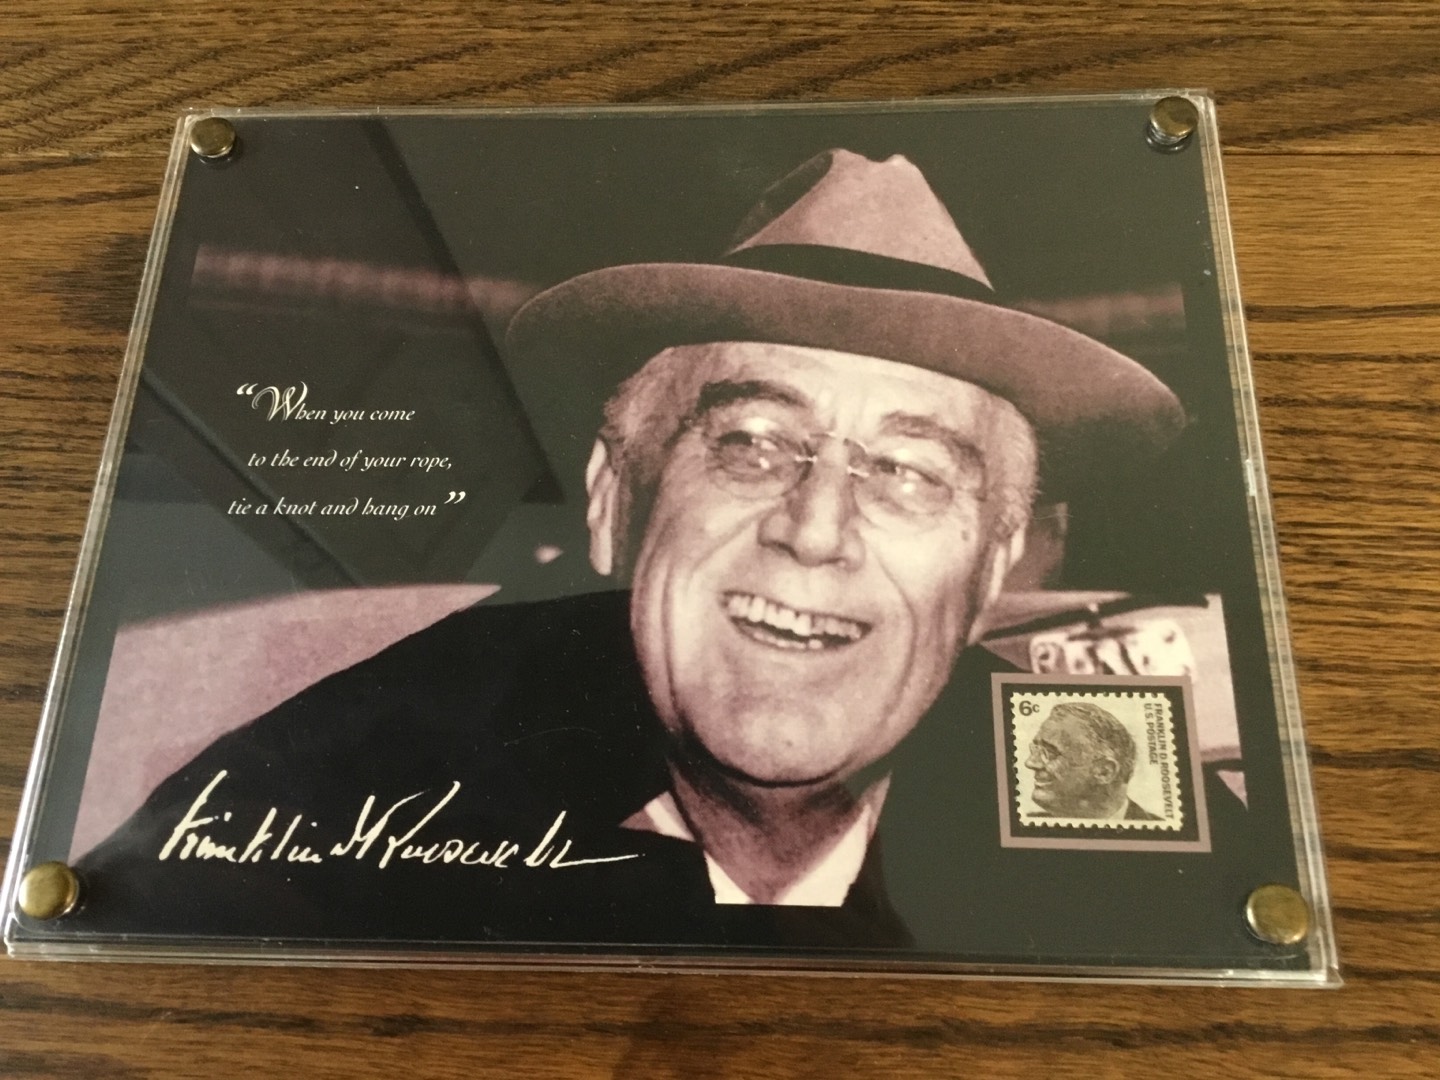 “When you come
to the end of your rope,
tie a knot and hang on”
Franklin D Roosevelt
6c
FRANKLIN D. ROOSEVELT
U.S. POSTAGE